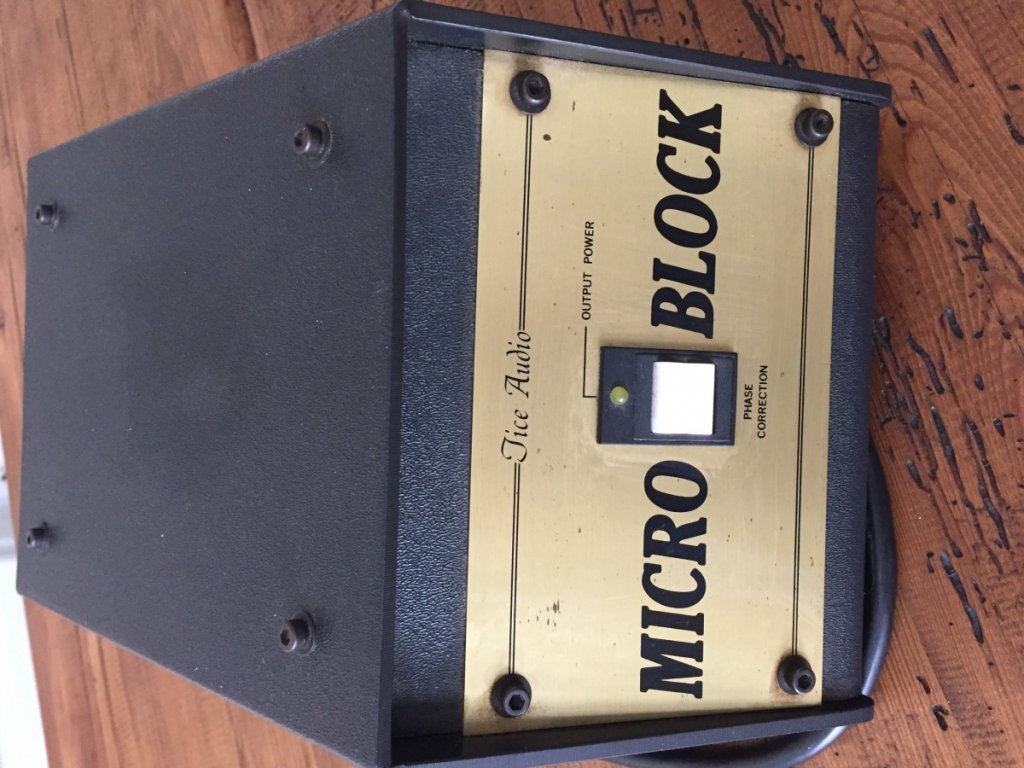 Tice Audio
OUTPUT POWER
MICRO BLOCK
PHASE
CORRECTION